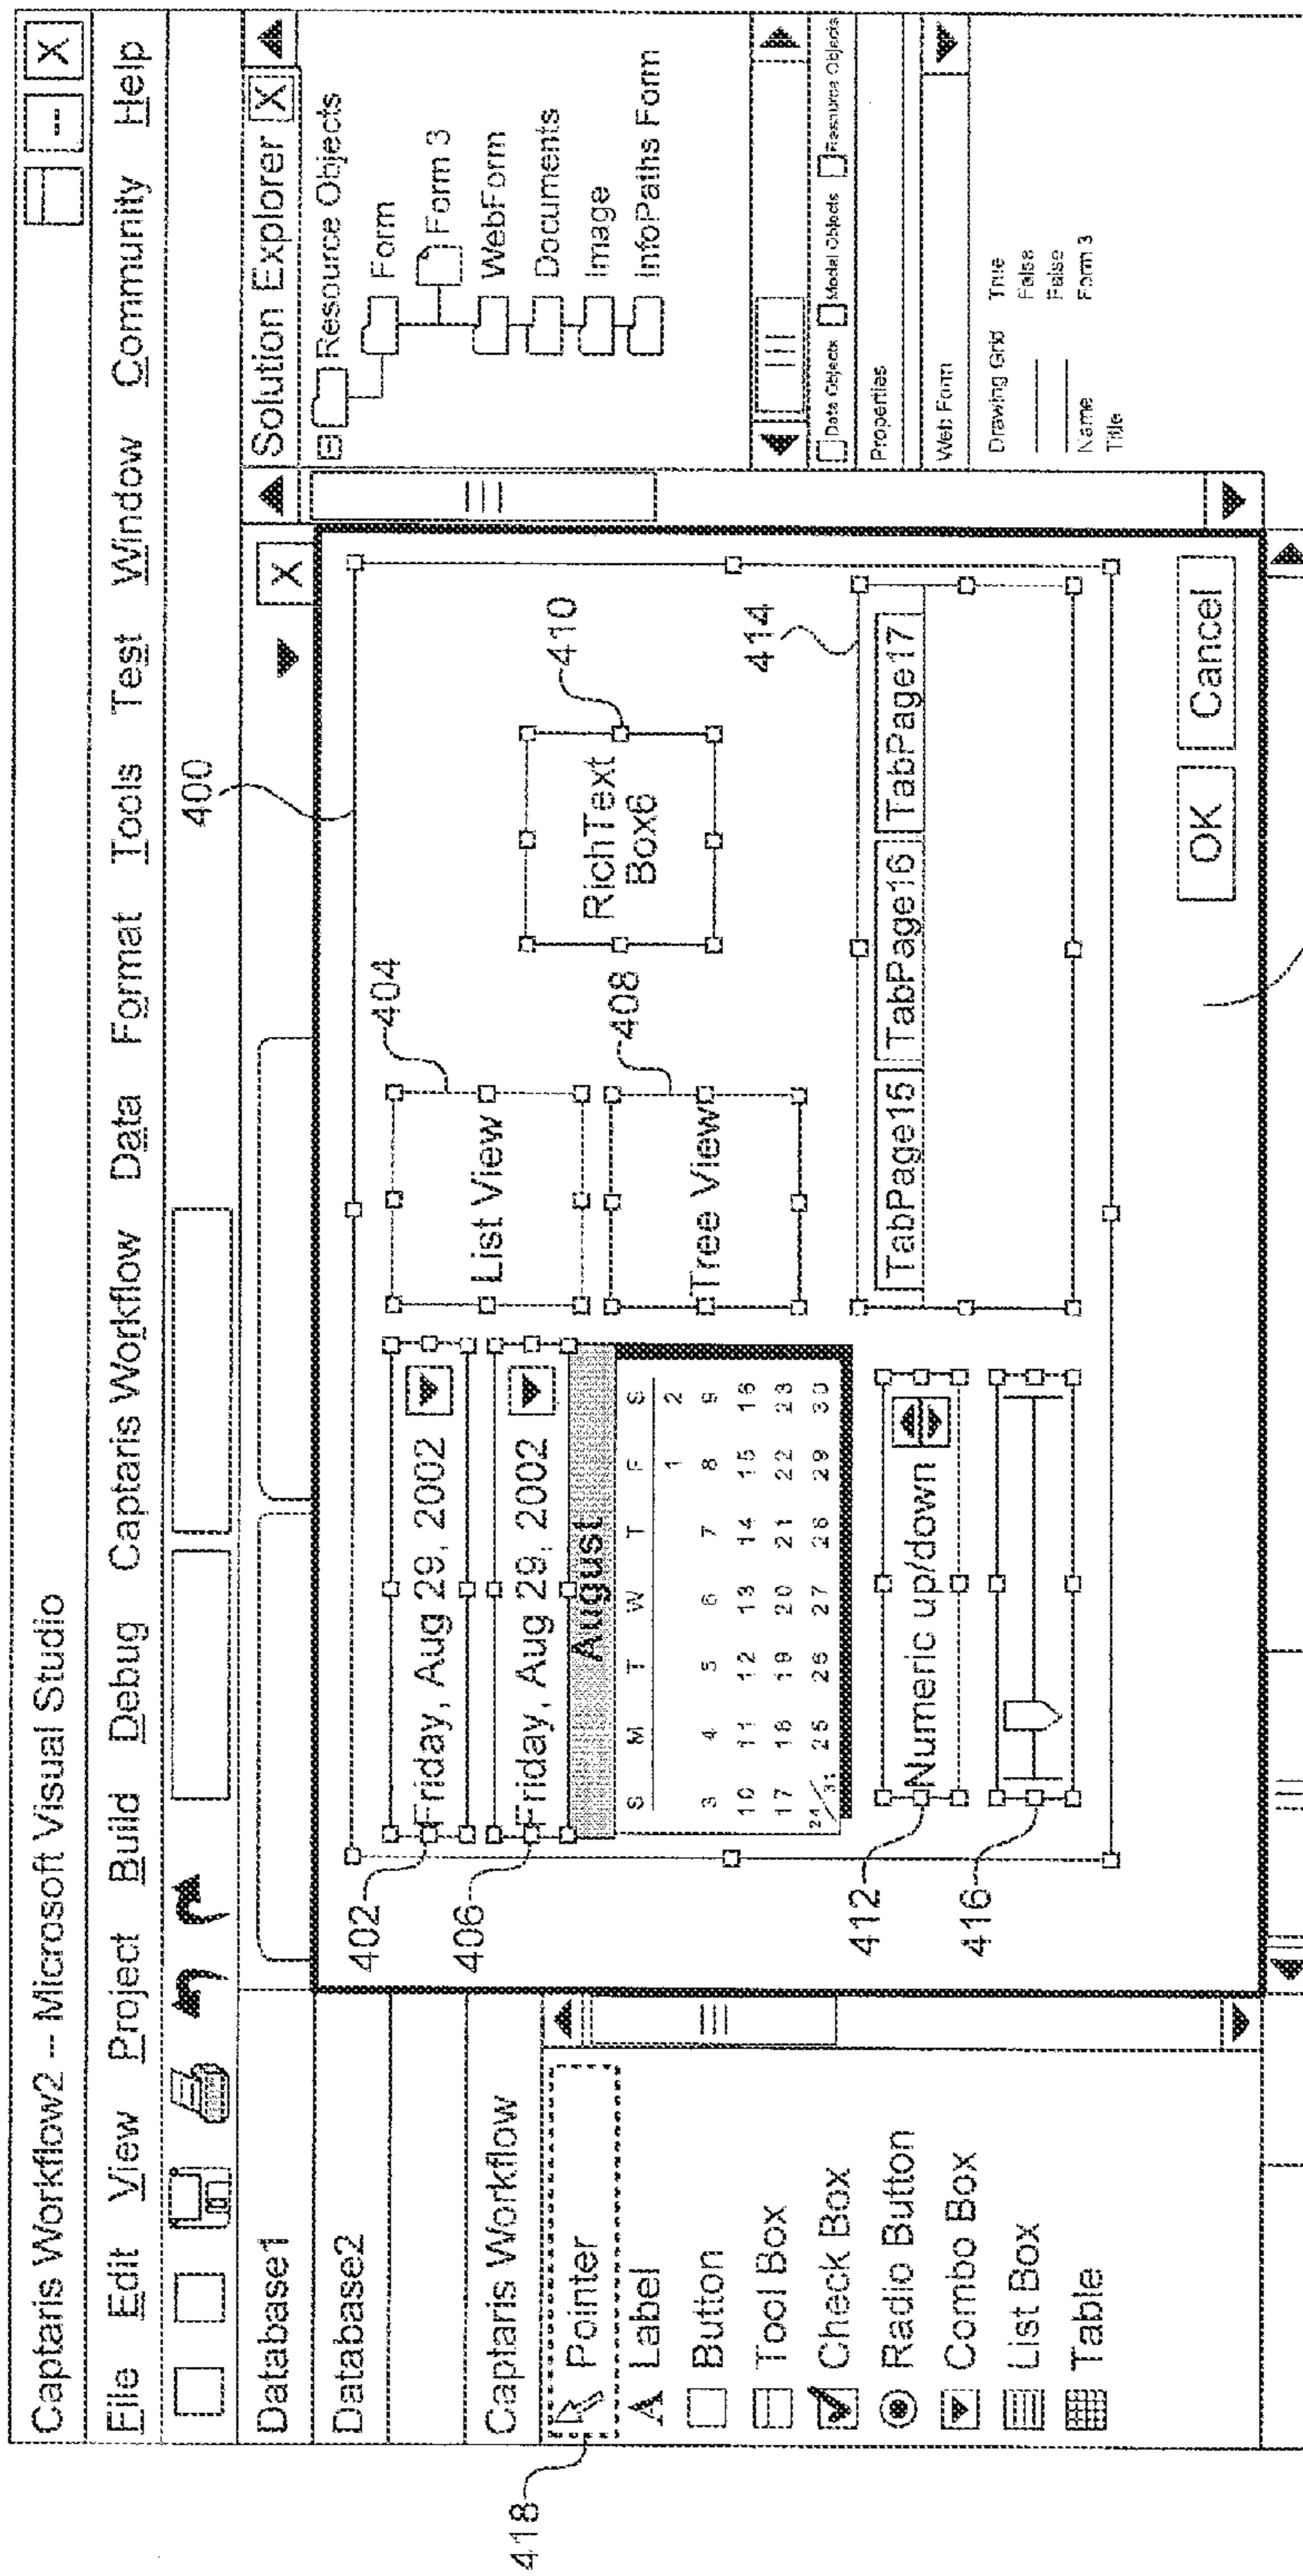 Captaris Workflow2 -- Microsoft Visual Studio -- X
File Edit View Project Build Debug Captaris Workflow Data Format Tools Test Window Community Help
400
Database1
Database2
Captaris Workflow
418
Pointer
A Label
Button
Tool Box
Check Box
Radio Button
Combo Box
List Box
Table
X
402
Friday, Aug 29, 2002
406
Friday, Aug 29, 2002
August
S M T W T F S
1 2
3 4 5 6 7 8 9
10 11 12 13 14 15 16
17 18 19 20 21 22 23
24/31 25 26 27 28 29 30
412
Numeric up/down
416
404
List View
408
Tree View
410
RichText
Box6
414
TabPage15 TabPage16 TabPage17
OK Cancel
Solution Explorer X
Resource Objects
Form
Form 3
WebForm
Documents
Image
InfoPaths Form
Data Objects Model Objects Resource Objects
Properties
Web Form
Drawing Grid True
False
False
Name Form 3
Title